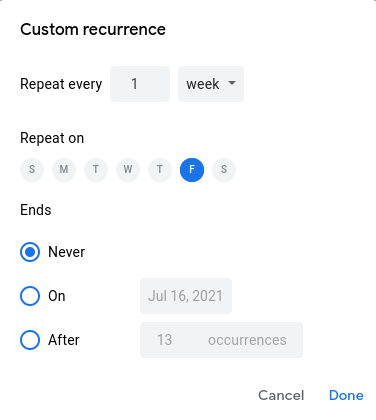 Custom recurrence
Repeat every 1 week
Repeat on
S M T W T F S
Ends
Never
On Jul 16, 2021
After 13 occurrences
Cancel Done